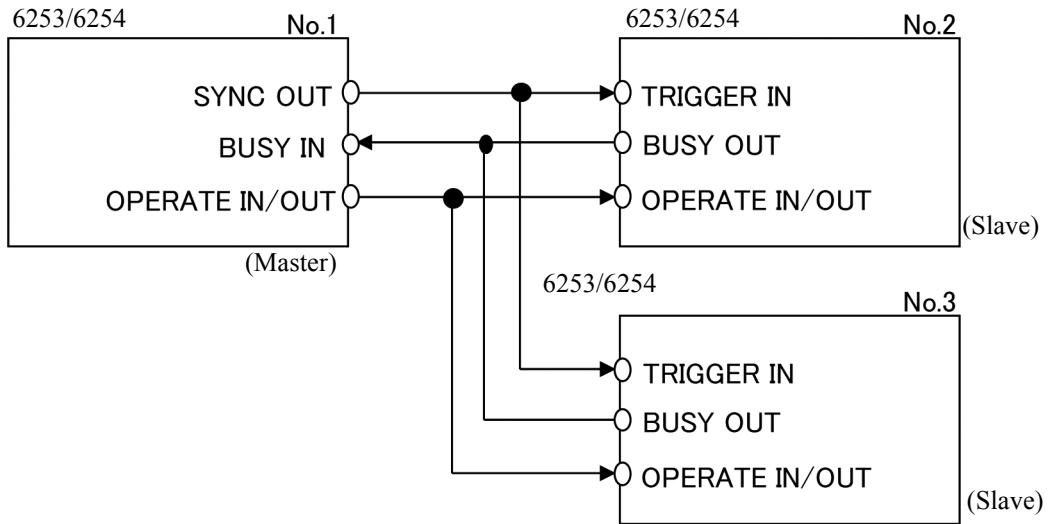 6253/6254
No.1
SYNC OUT
BUSY IN
OPERATE IN/OUT
(Master)
6253/6254
No.2
TRIGGER IN
BUSY OUT
OPERATE IN/OUT
(Slave)
6253/6254
No.3
TRIGGER IN
BUSY OUT
OPERATE IN/OUT
(Slave)